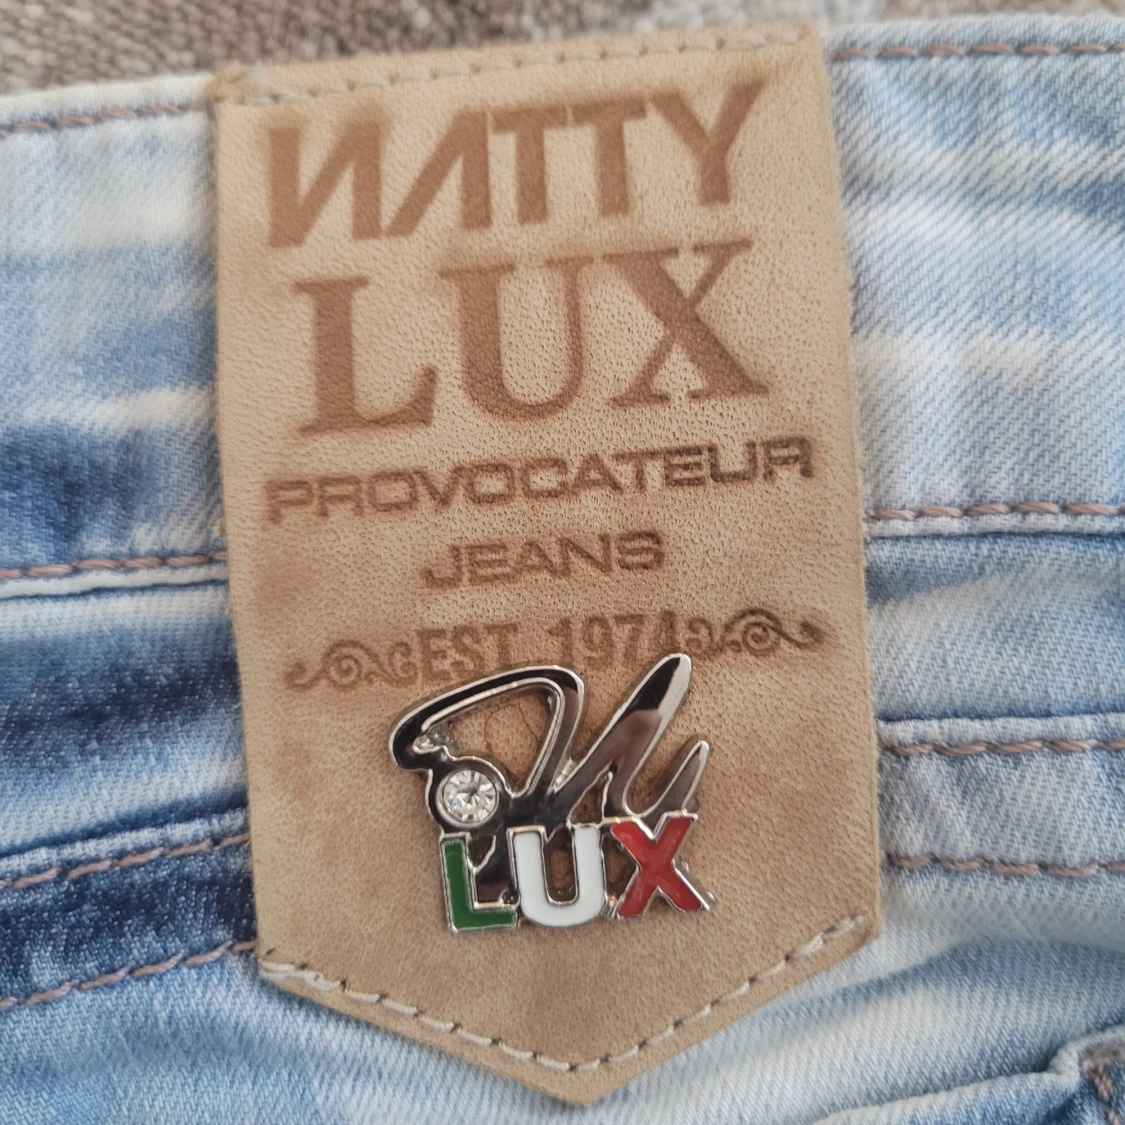 NATTY
LUX
PROVOCATEUR
JEANS
EST. 1974
LUX